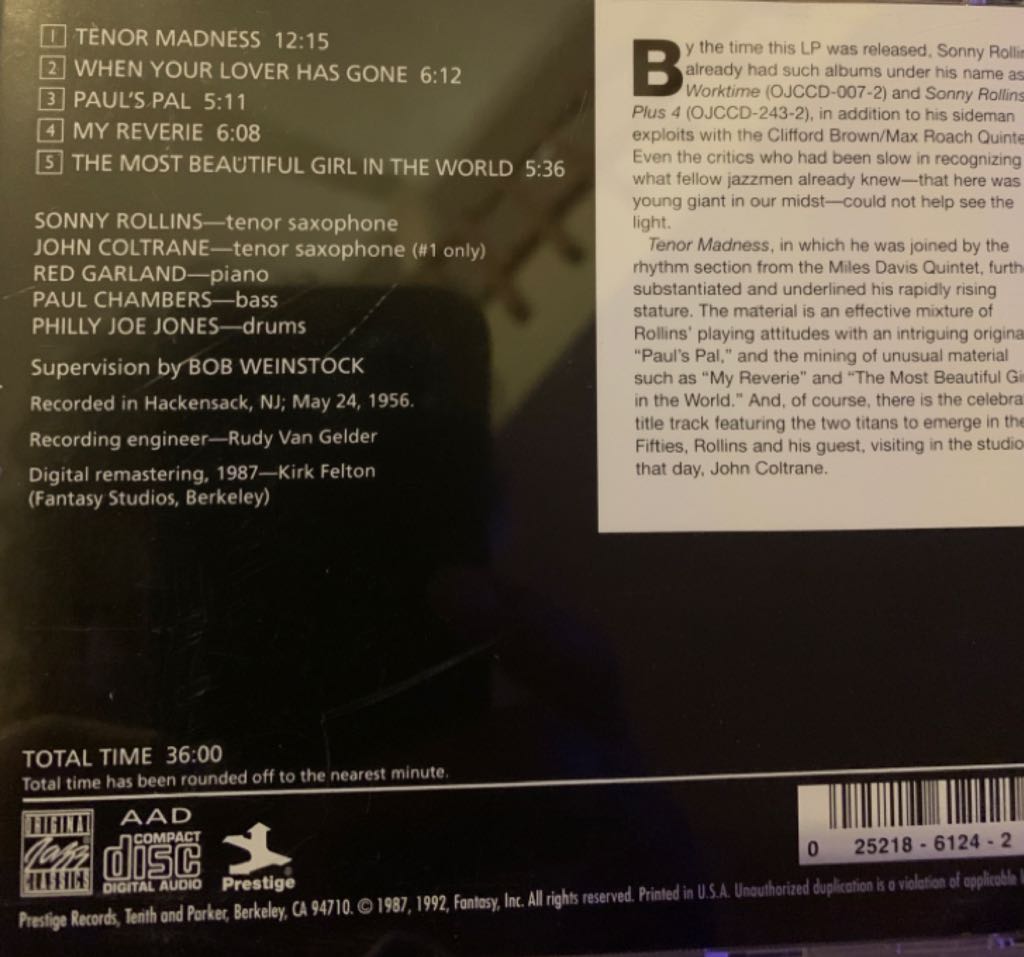 1 TENOR MADNESS 12:15
2 WHEN YOUR LOVER HAS GONE 6:12
3 PAUL'S PAL 5:11
4 MY REVERIE 6:08
5 THE MOST BEAUTIFUL GIRL IN THE WORLD 5:36
SONNY ROLLINS—tenor saxophone
JOHN COLTRANE—tenor saxophone (#1 only)
RED GARLAND—piano
PAUL CHAMBERS—bass
PHILLY JOE JONES—drums
Supervision by BOB WEINSTOCK
Recorded in Hackensack, NJ; May 24, 1956.
Recording engineer—Rudy Van Gelder
Digital remastering, 1987—Kirk Felton
(Fantasy Studios, Berkeley)
By the time this LP was released, Sonny Rollin
already had such albums under his name as
Worktime (OJCCD-007-2) and Sonny Rollins
Plus 4 (OJCCD-243-2), in addition to his sideman
exploits with the Clifford Brown/Max Roach Quinte
Even the critics who had been slow in recognizing
what fellow jazzmen already knew—that here was
young giant in our midst—could not help see the
light.
Tenor Madness, in which he was joined by the
rhythm section from the Miles Davis Quintet, furth
substantiated and underlined his rapidly rising
stature. The material is an effective mixture of
Rollins' playing attitudes with an intriguing origina
"Paul's Pal," and the mining of unusual material
such as "My Reverie" and "The Most Beautiful Gi
in the World." And, of course, there is the celebra
title track featuring the two titans to emerge in the
Fifties, Rollins and his guest, visiting in the studio
that day, John Coltrane.
TOTAL TIME 36:00
Total time has been rounded off to the nearest minute.
ORIGINAL
Jazz
CLASSICS
AAD
COMPACT
disc
DIGITAL AUDIO
Prestige
0 25218-6124-2
Prestige Records, Tenth and Parker, Berkeley, CA 94710. © 1987, 1992, Fantasy, Inc. All rights reserved. Printed in U.S.A. Unauthorized duplication is a violation of applicable